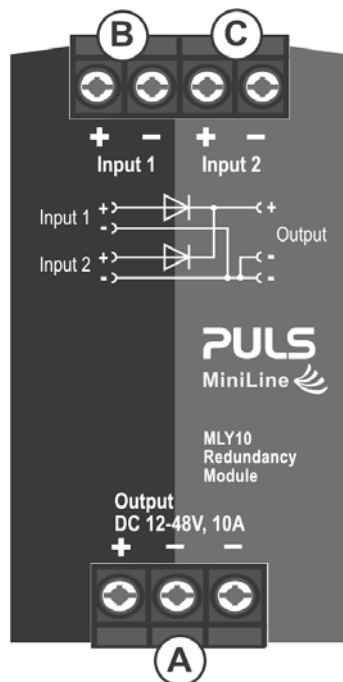 B C
+ − + −
Input 1 Input 2
Input 1 + - + Output
Input 2 + - - -
PULS
MiniLine
MLY10
Redundancy
Module
Output
DC 12-48V, 10A
+ − −
A